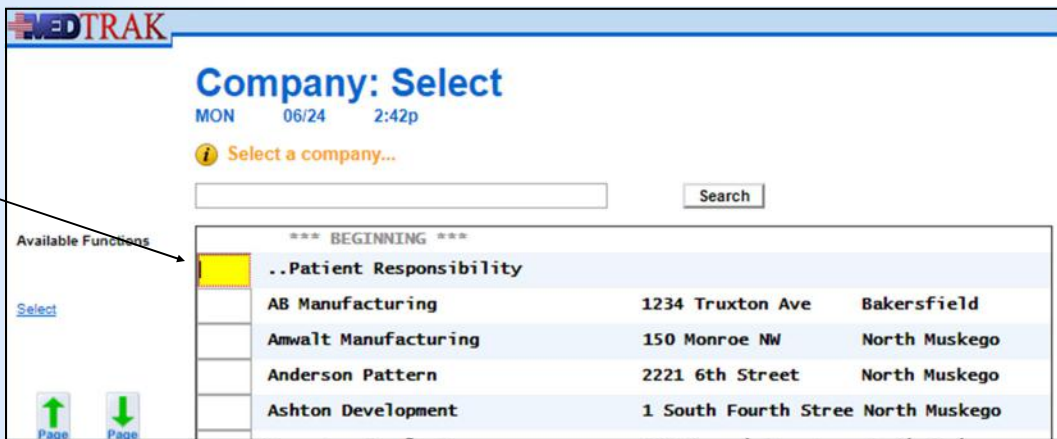 MEDTRAK
Company: Select
MON 06/24 2:42p
i Select a company...
Search
Available Functions
*** BEGINNING ***
..Patient Responsibility
Select
AB Manufacturing 1234 Truxton Ave Bakersfield
Amwalt Manufacturing 150 Monroe NW North Muskego
Anderson Pattern 2221 6th Street North Muskego
Ashton Development 1 South Fourth Stree North Muskego
Page Page